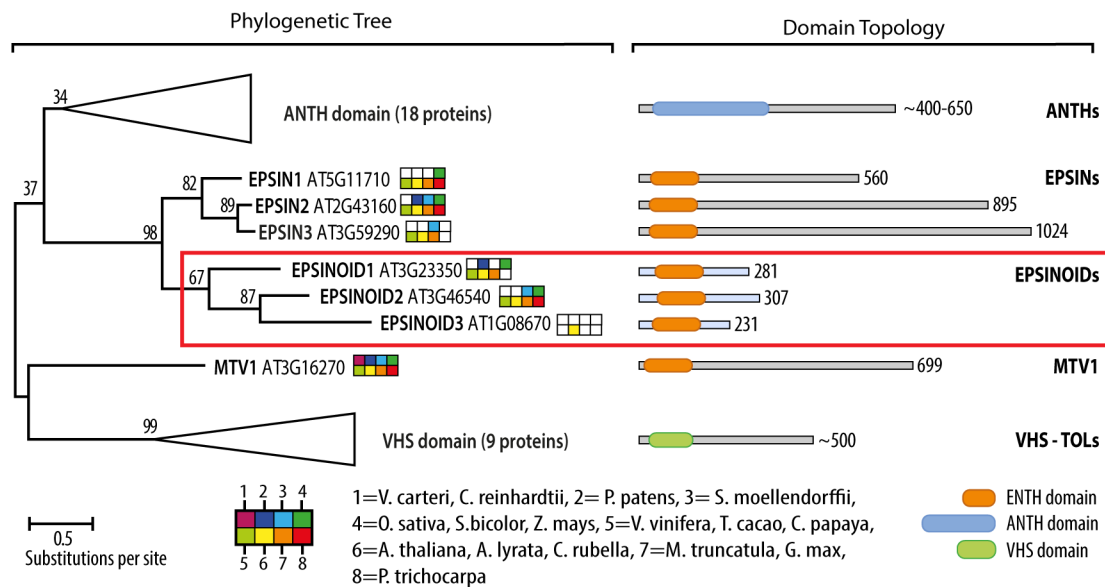 Phylogenetic Tree
Domain Topology
34
ANTH domain (18 proteins)
~400-650
ANTHs
37
82
EPSIN1 AT5G11710
560
EPSINs
89
EPSIN2 AT2G43160
895
98
EPSIN3 AT3G59290
1024
67
EPSINOID1 AT3G23350
281
EPSINOIDs
87
EPSINOID2 AT3G46540
307
EPSINOID3 AT1G08670
231
MTV1 AT3G16270
699
MTV1
99
VHS domain (9 proteins)
~500
VHS - TOLs
1 2 3 4
5 6 7 8
0.5
Substitutions per site
1=V. carteri, C. reinhardtii, 2= P. patens, 3= S. moellendorffii,
4=O. sativa, S.bicolor, Z. mays, 5=V. vinifera, T. cacao, C. papaya,
6=A. thaliana, A. lyrata, C. rubella, 7=M. truncatula, G. max,
8=P. trichocarpa
ENTH domain
ANTH domain
VHS domain